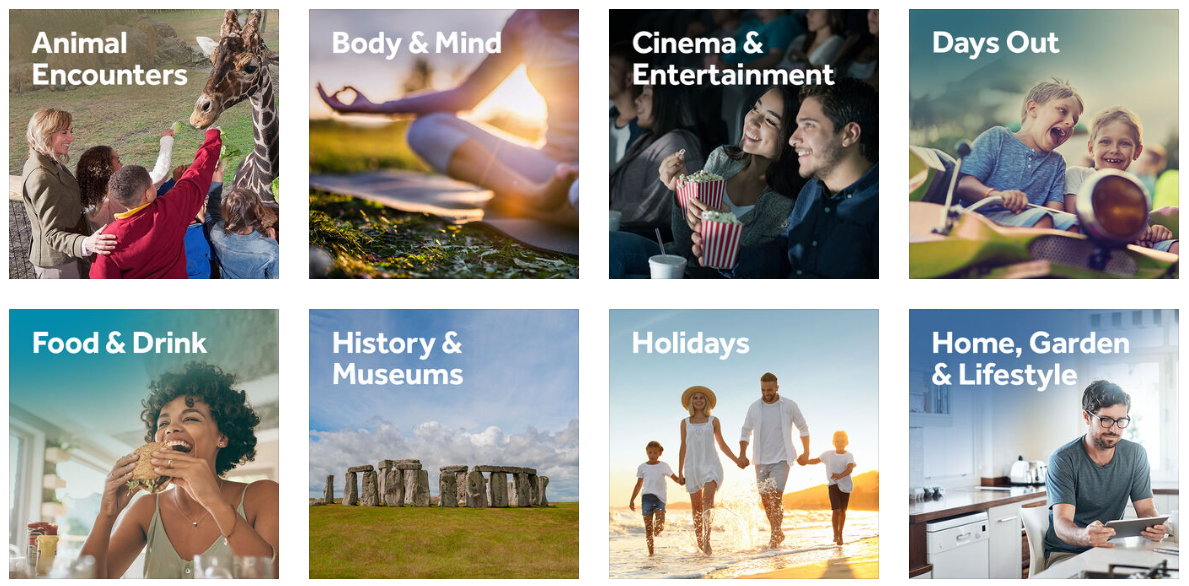 Animal
Encounters
Body & Mind
Cinema &
Entertainment
Days Out
Food & Drink
History &
Museums
Holidays
Home, Garden
& Lifestyle